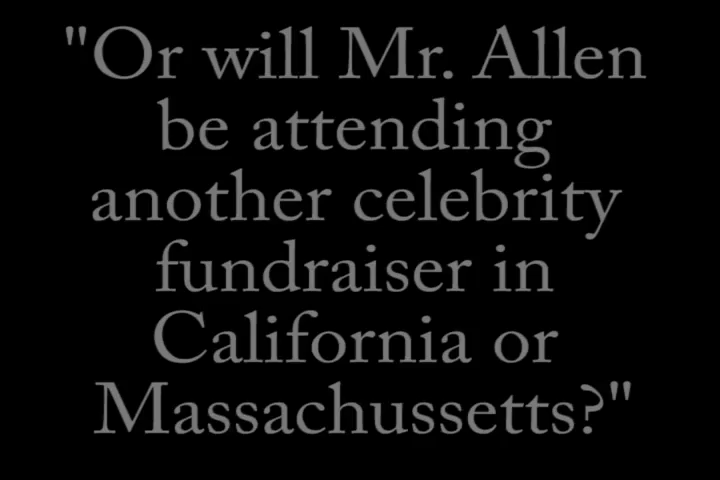 "Or will Mr. Allen
be attending
another celebrity
fundraiser in
California or
Massachussetts?"